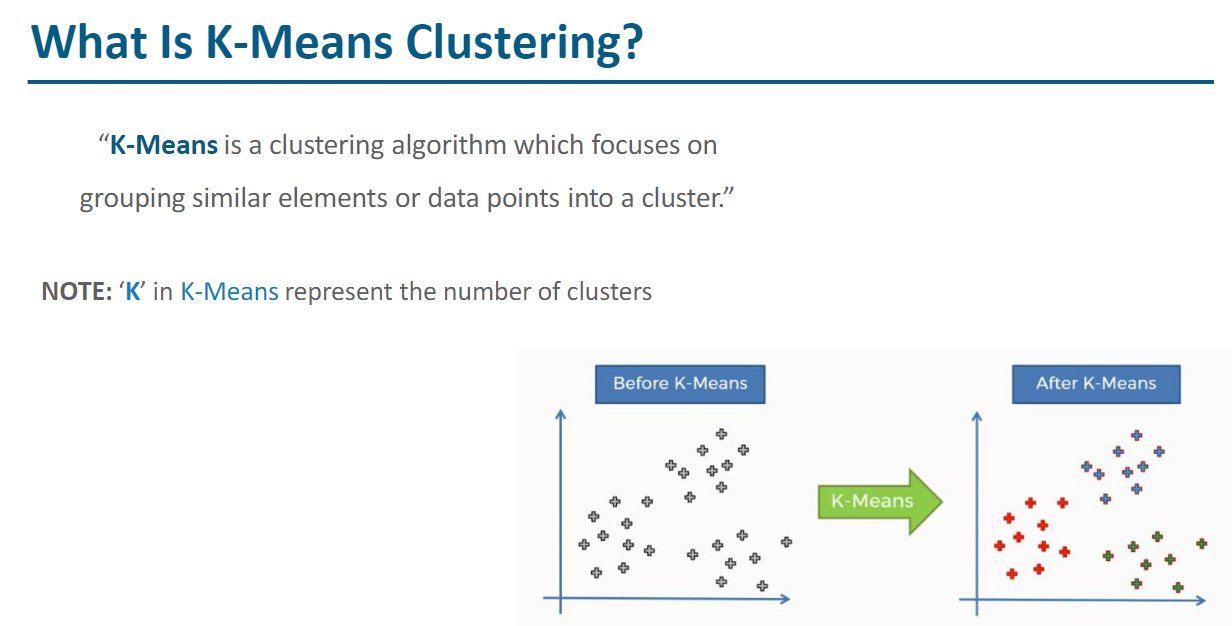 What Is K-Means Clustering?
“K-Means is a clustering algorithm which focuses on
grouping similar elements or data points into a cluster.”
NOTE: ‘K’ in K-Means represent the number of clusters
Before K-Means
After K-Means
K-Means